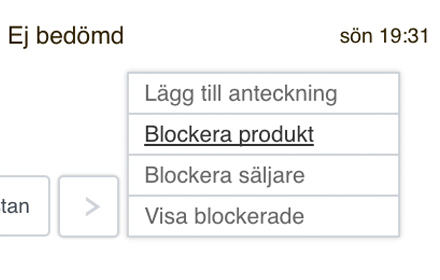 Ej bedömd sön 19:31
Lägg till anteckning
Blockera produkt
Blockera säljare
tan > Visa blockerade